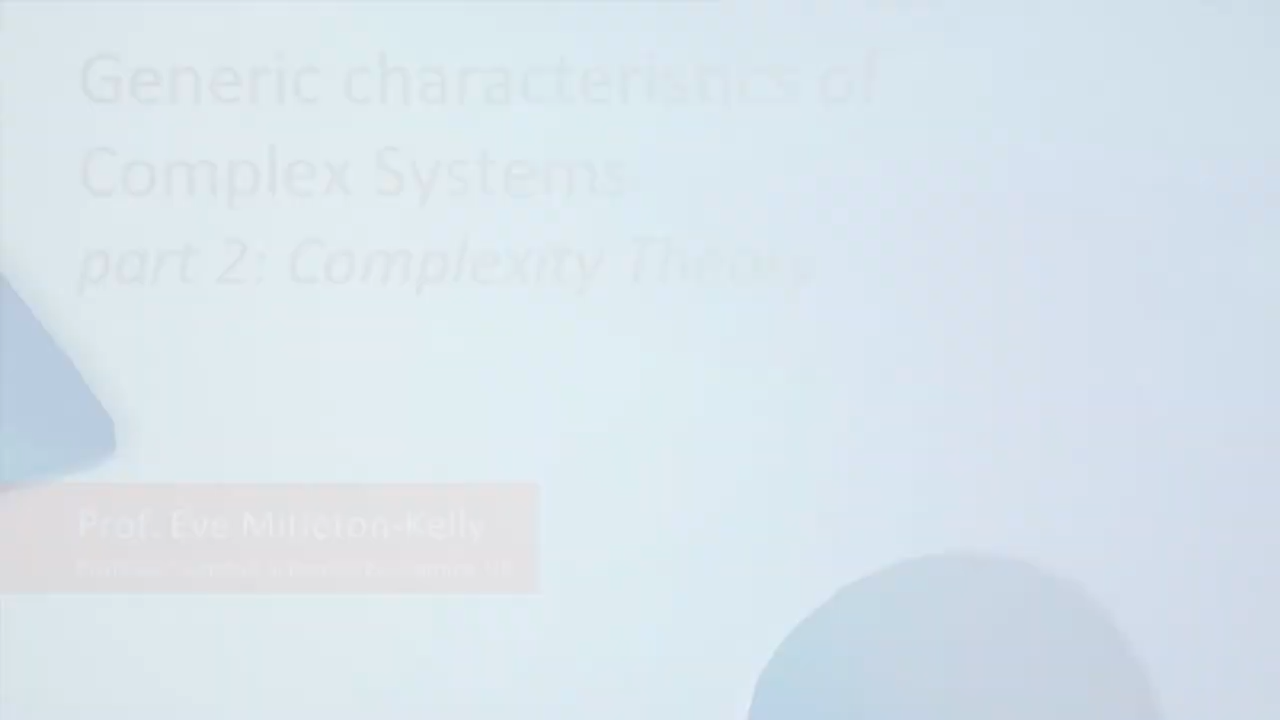 Generic characteristics of
Complex Systems
part 2: Complexity Theory
Prof. Eve Mitleton-Kelly